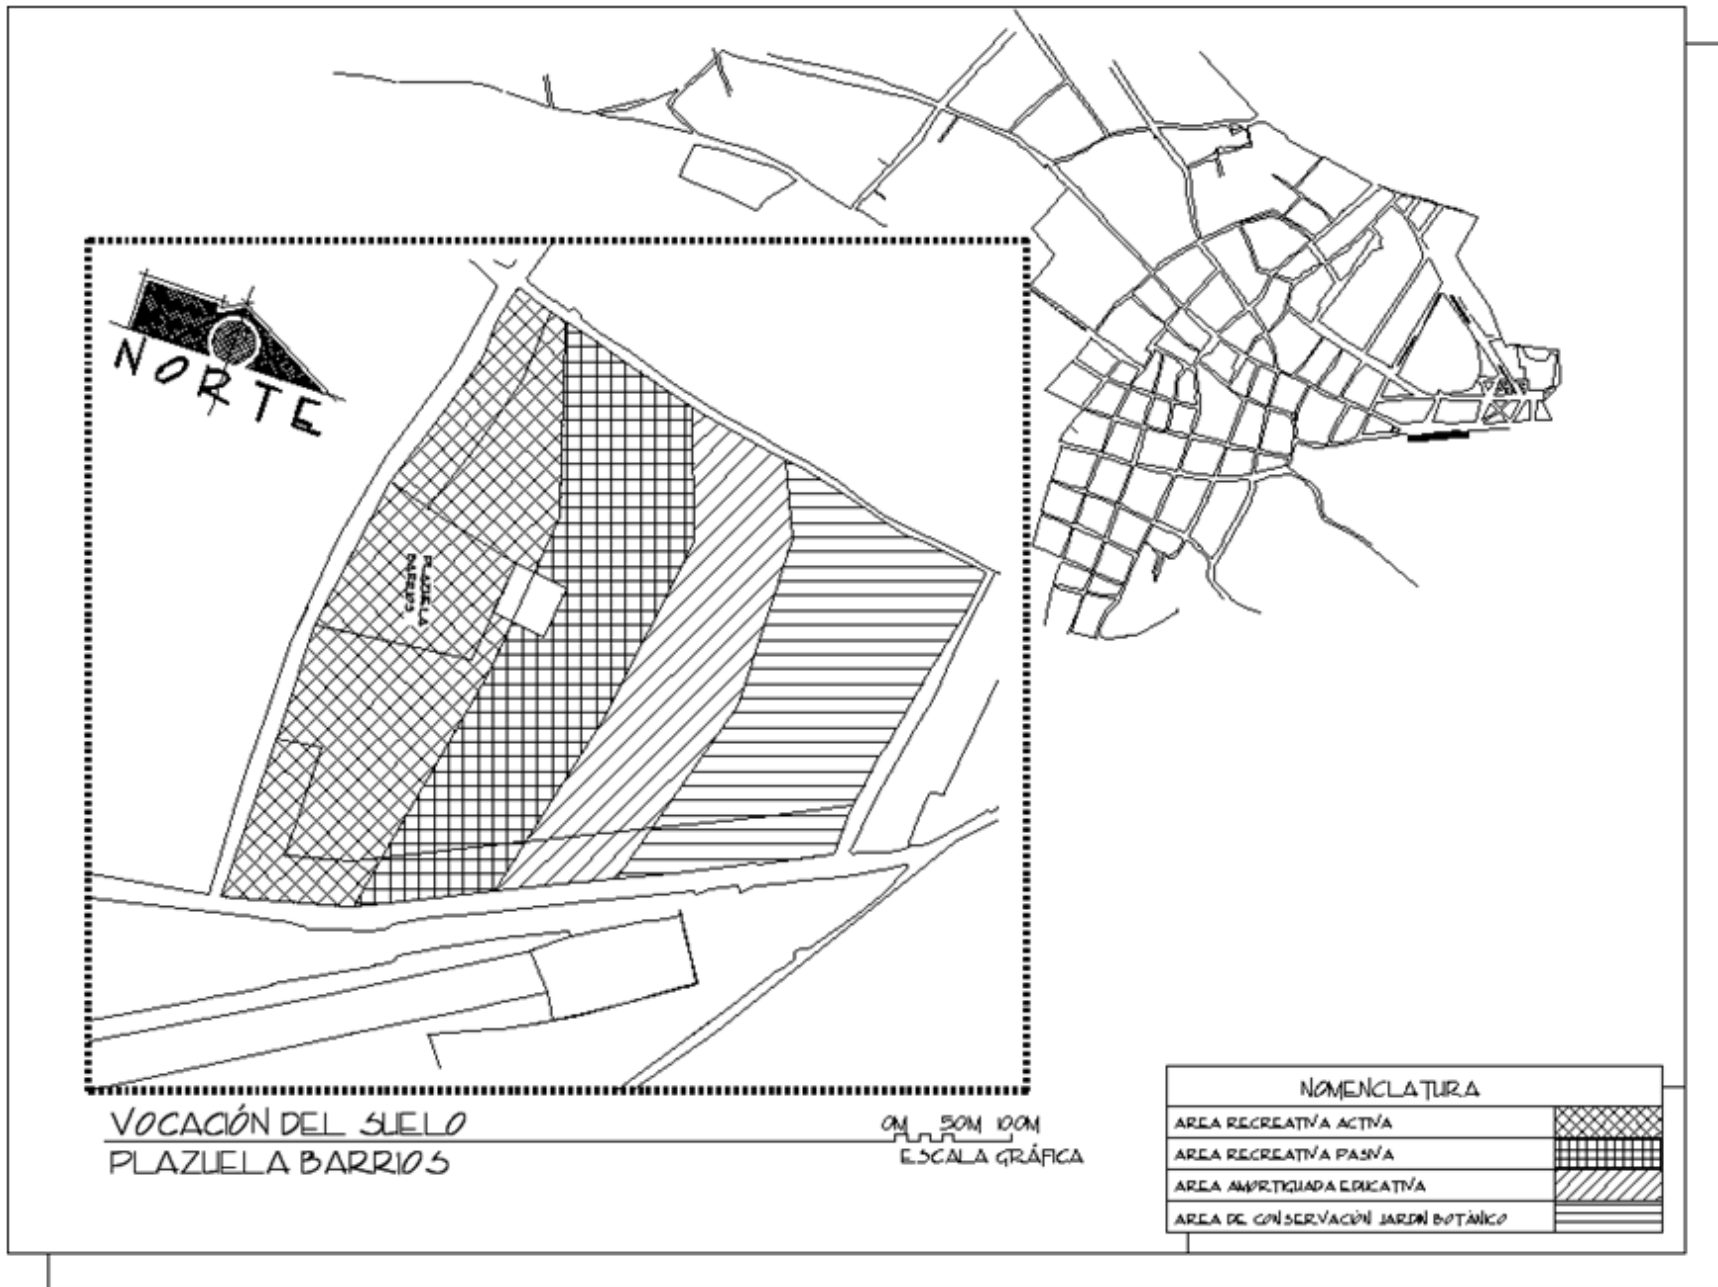 NORTE
PLAZUELA
BARRIOS
VOCACIÓN DEL SUELO
PLAZUELA BARRIOS
0M 50M 100M
ESCALA GRÁFICA
NOMENCLATURA
AREA RECREATIVA ACTIVA
AREA RECREATIVA PASIVA
AREA AMORTIGUADA EDUCATIVA
AREA DE CONSERVACIÓN JARDIN BOTÁNICO